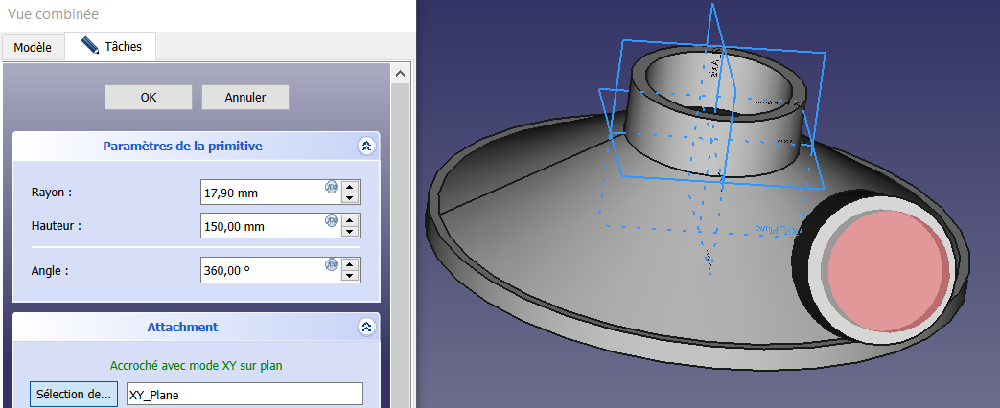 Vue combinée
Modèle
Tâches
OK
Annuler
Paramètres de la primitive
Rayon :
17,90 mm
Hauteur :
150,00 mm
Angle :
360,00 °
Attachment
Accroché avec mode XY sur plan
Sélection de...
XY_Plane